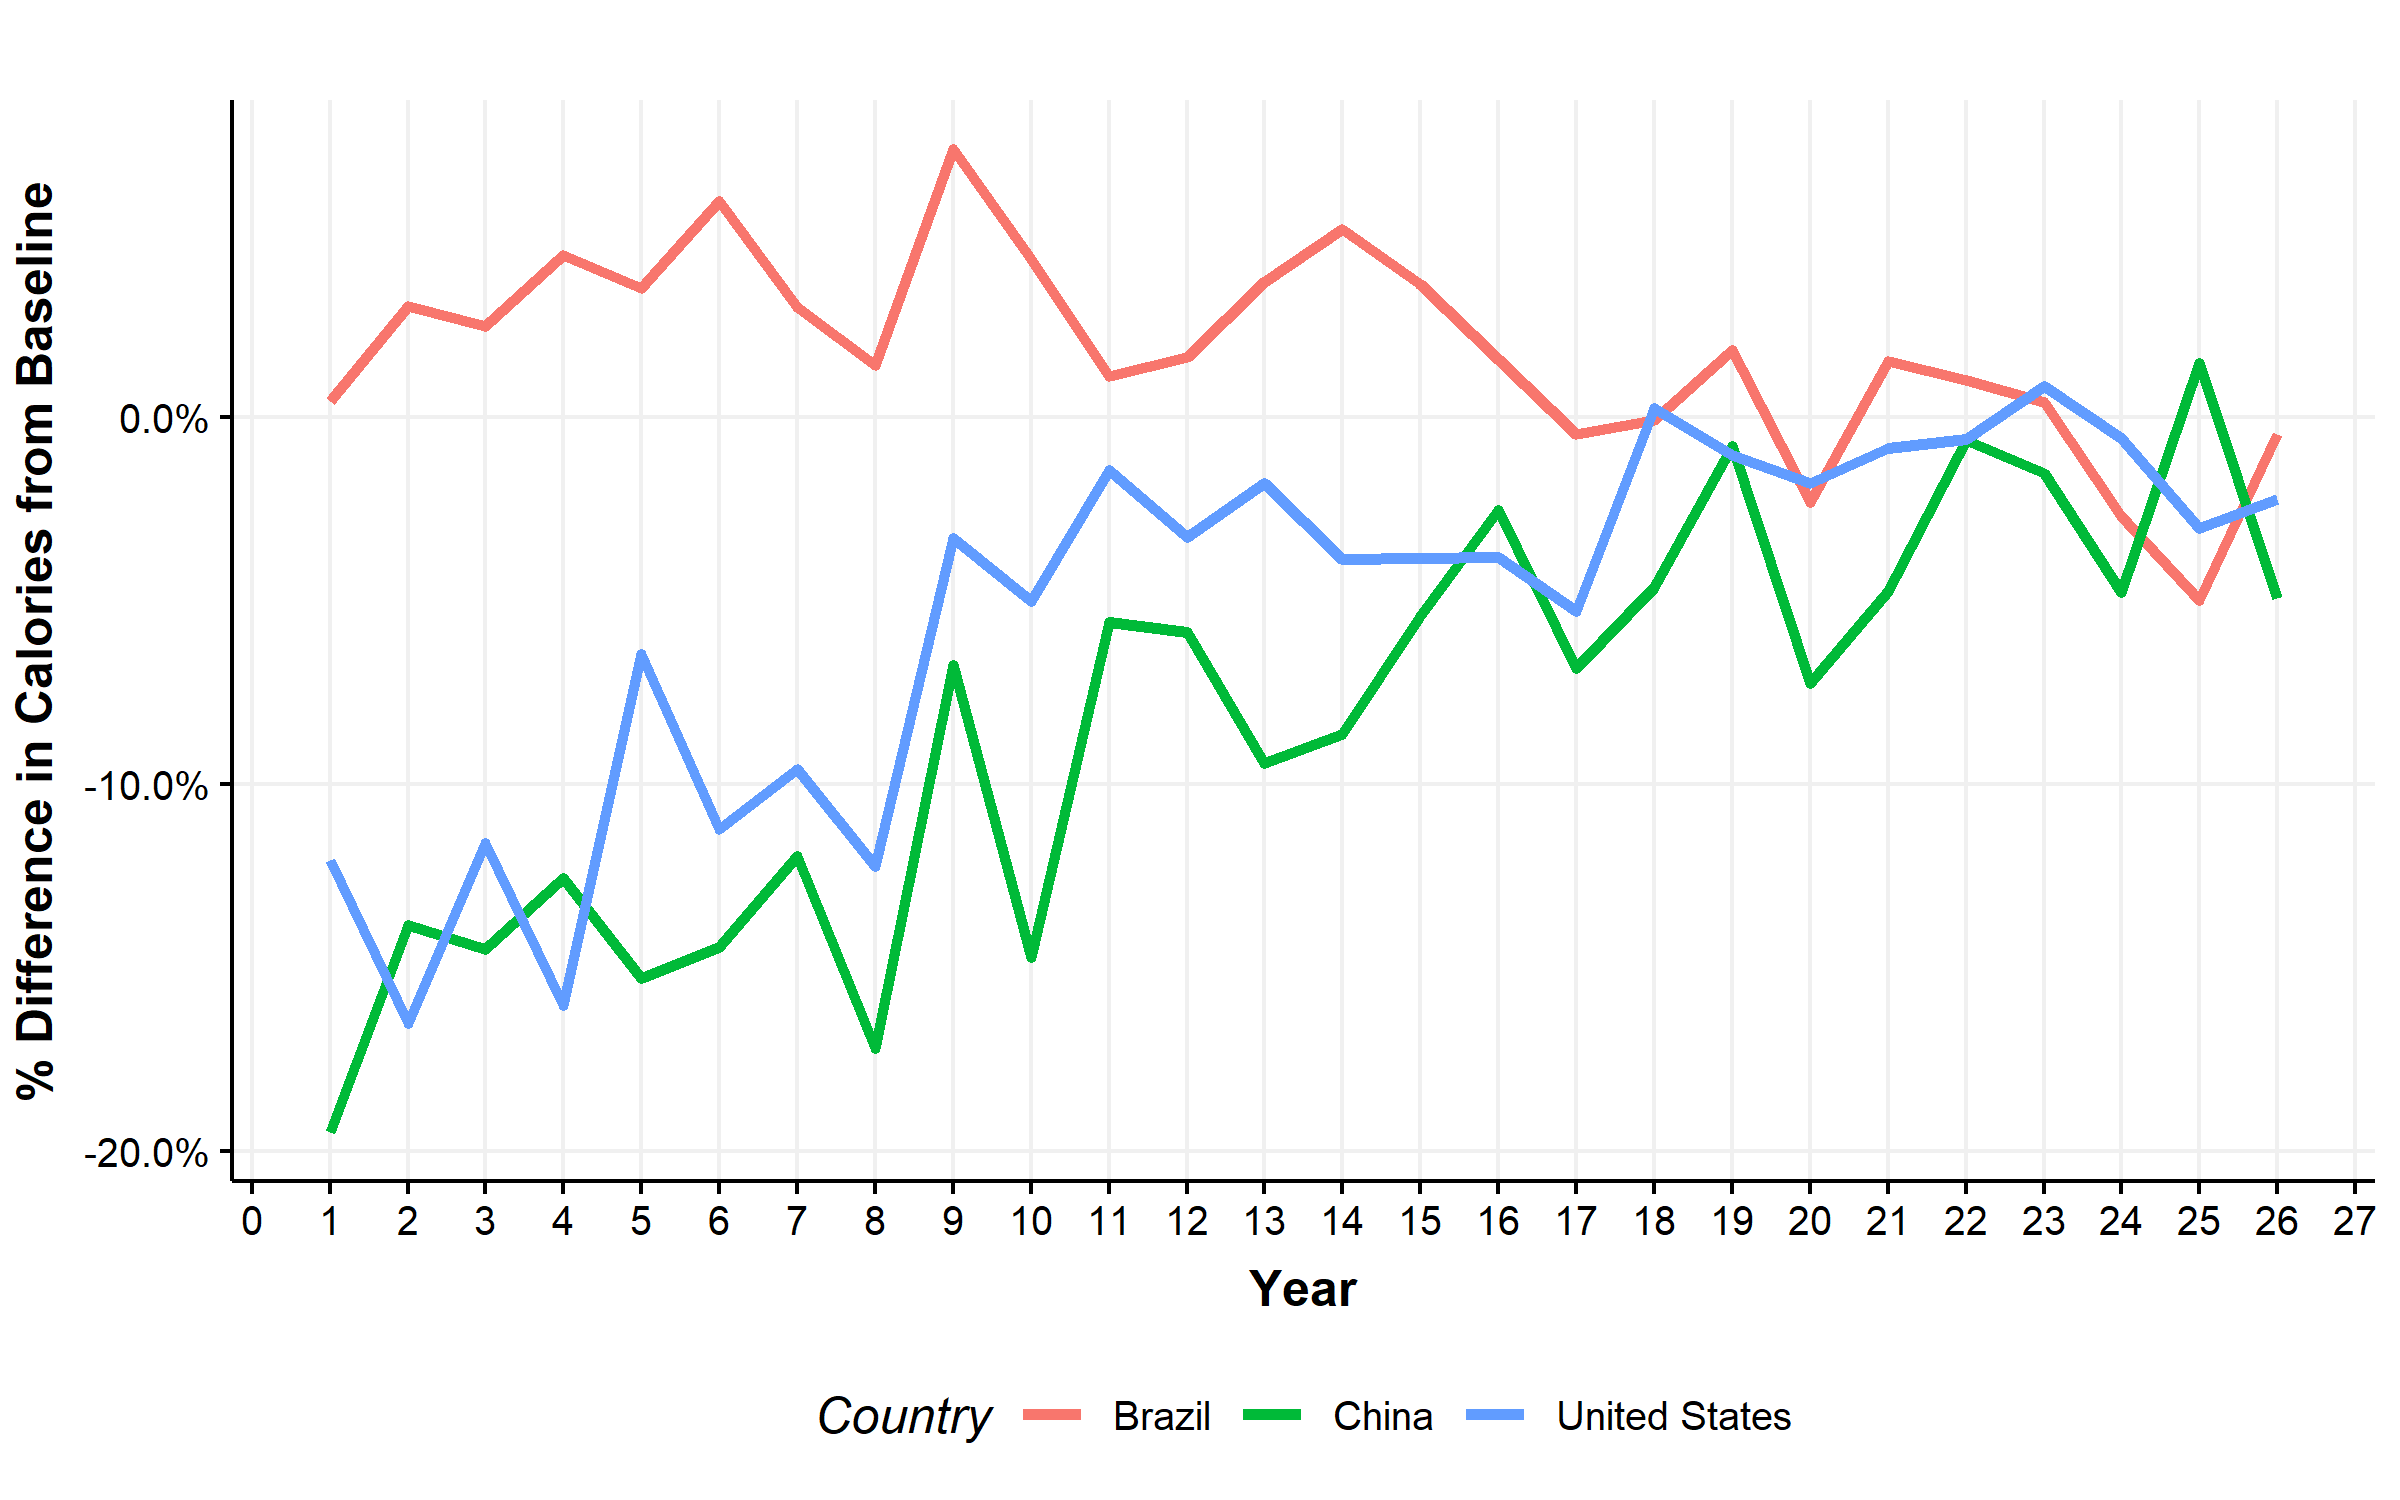 % Difference in Calories from Baseline
0.0%
-10.0%
-20.0%
0 1 2 3 4 5 6 7 8 9 10 11 12 13 14 15 16 17 18 19 20 21 22 23 24 25 26 27
Year
Country Brazil China United States